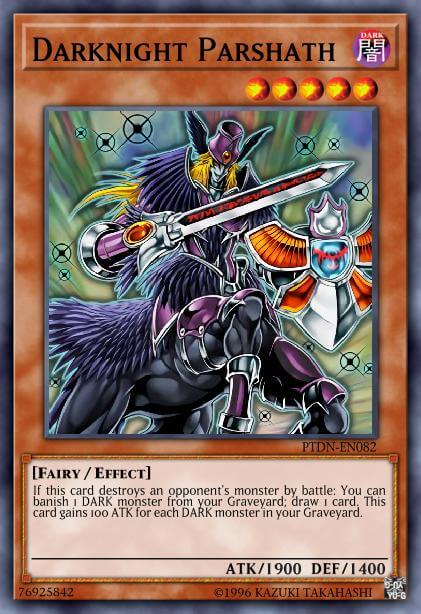 DARKNIGHT PARSHATH
DARK
闇
PTDN-EN082
[FAIRY / EFFECT]
If this card destroys an opponent's monster by battle: You can
banish 1 DARK monster from your Graveyard; draw 1 card. This
card gains 100 ATK for each DARK monster in your Graveyard.
ATK/1900 DEF/1400
76925842
©1996 KAZUKI TAKAHASHI